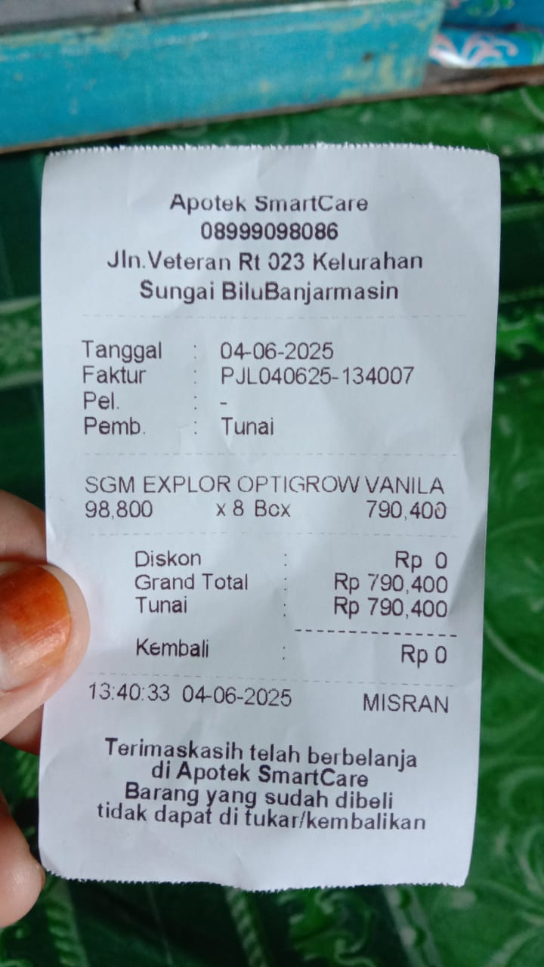 Apotek SmartCare
08999098086
Jln.Veteran Rt 023 Kelurahan
Sungai BiluBanjarmasin
Tanggal : 04-06-2025
Faktur : PJL040625-134007
Pel. : -
Pemb. : Tunai
SGM EXPLOR OPTIGROW VANILA
98,800 x 8 Box 790,400
Diskon : Rp 0
Grand Total : Rp 790,400
Tunai : Rp 790,400
Kembali : Rp 0
13:40:33 04-06-2025 MISRAN
Terimaskasih telah berbelanja
di Apotek SmartCare
Barang yang sudah dibeli
tidak dapat di tukar/kembalikan